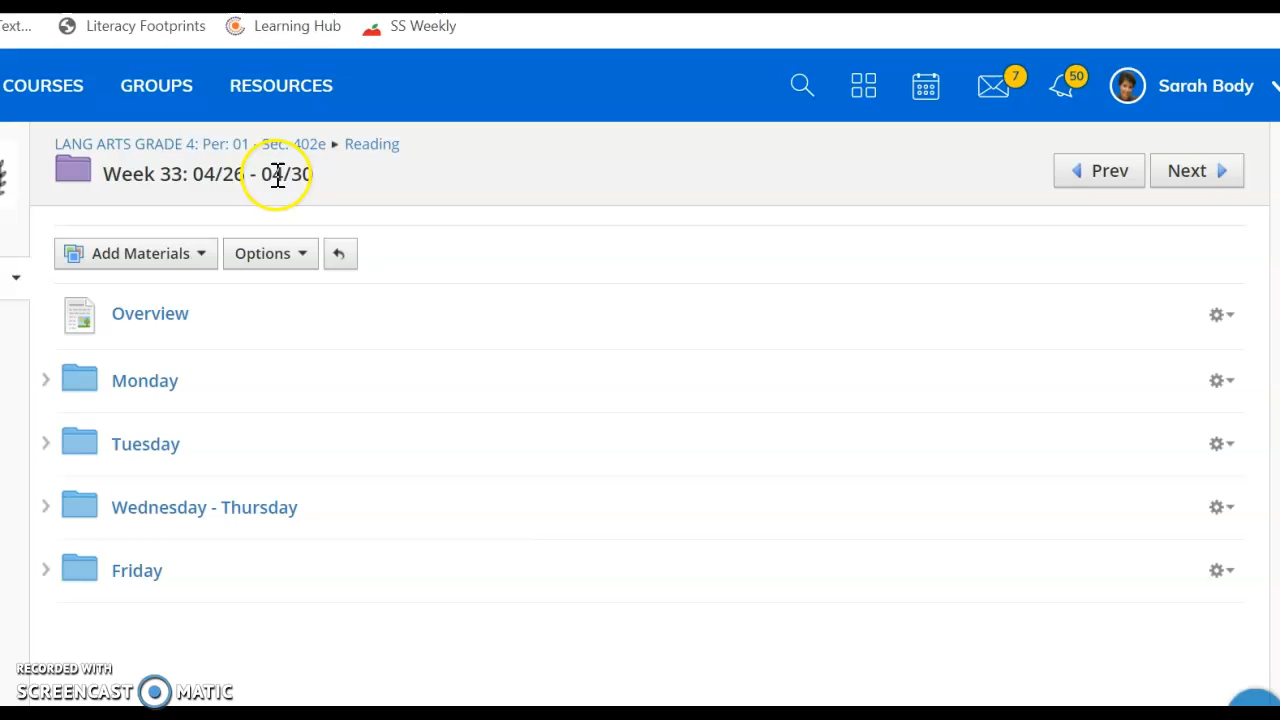 Text...
Literacy Footprints
Learning Hub
SS Weekly
COURSES
GROUPS
RESOURCES
7
50
Sarah Body
LANG ARTS GRADE 4: Per: 01 - Sec: 402e ▸ Reading
Week 33: 04/26 - 04/30
Prev
Next
Add Materials
Options
Overview
Monday
Tuesday
Wednesday - Thursday
Friday
RECORDED WITH
SCREENCAST MATIC